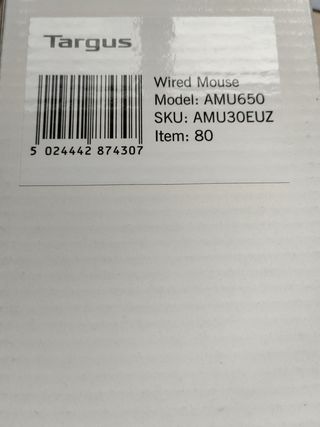 Targus
Wired Mouse
Model: AMU650
SKU: AMU30EUZ
Item: 80
5 024442 874307